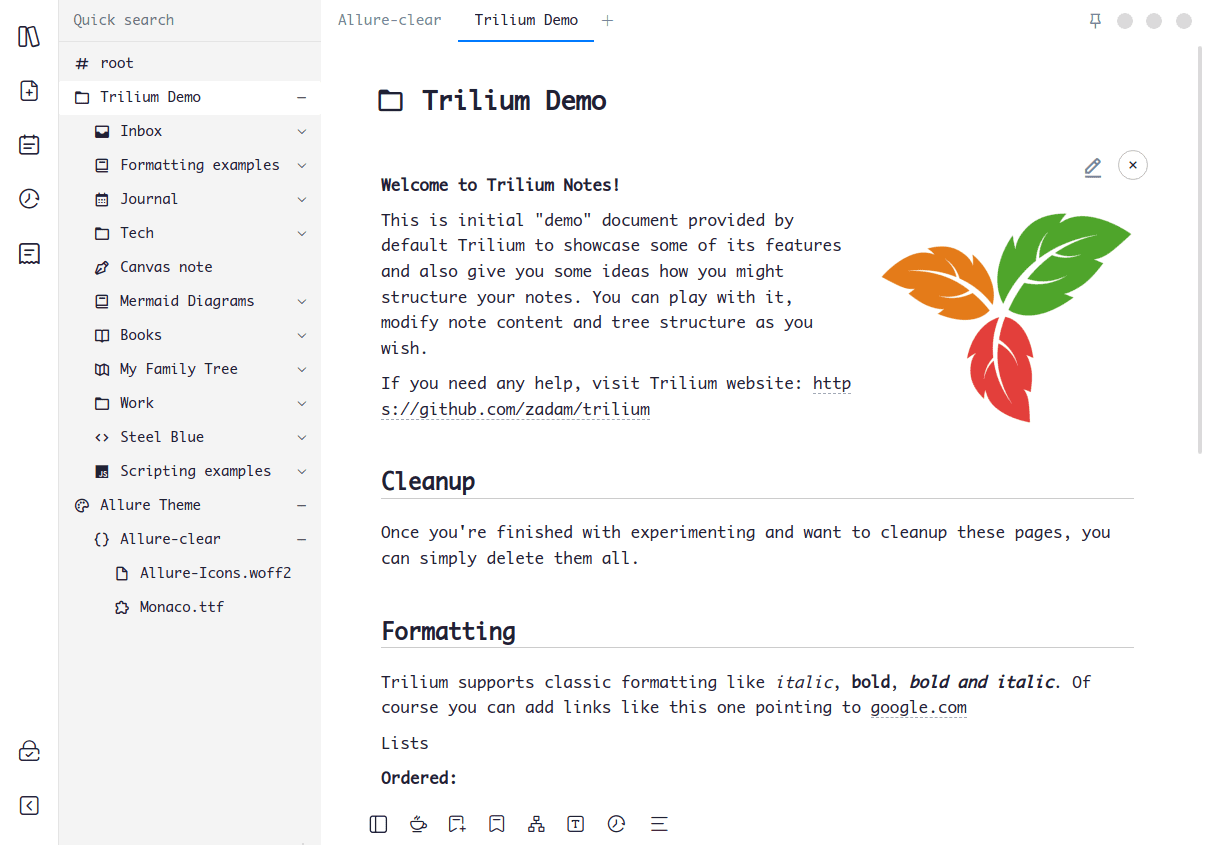 Quick search
Allure-clear
Trilium Demo
root
Trilium Demo
Inbox
Formatting examples
Journal
Tech
Canvas note
Mermaid Diagrams
Books
My Family Tree
Work
Steel Blue
JS Scripting examples
Allure Theme
{} Allure-clear
Allure-Icons.woff2
Monaco.ttf
Trilium Demo
Welcome to Trilium Notes!
This is initial "demo" document provided by
default Trilium to showcase some of its features
and also give you some ideas how you might
structure your notes. You can play with it,
modify note content and tree structure as you
wish.
If you need any help, visit Trilium website: http
s://github.com/zadam/trilium
Cleanup
Once you're finished with experimenting and want to cleanup these pages, you
can simply delete them all.
Formatting
Trilium supports classic formatting like italic, bold, bold and italic. Of
course you can add links like this one pointing to google.com
Lists
Ordered: